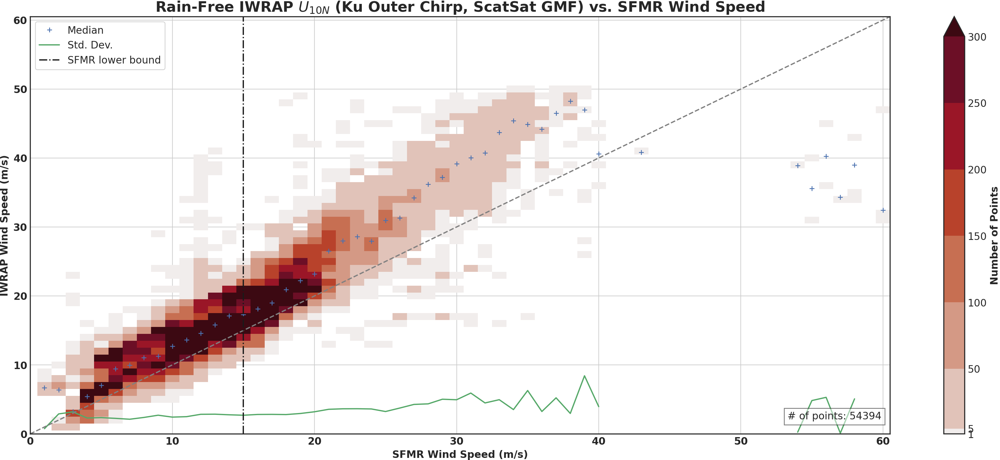 Rain-Free IWRAP U10N (Ku Outer Chirp, ScatSat GMF) vs. SFMR Wind Speed
Median
Std. Dev.
SFMR lower bound
60
50
40
30
20
10
0
IWRAP Wind Speed (m/s)
0 10 20 30 40 50 60
SFMR Wind Speed (m/s)
# of points: 54394
300
250
200
150
100
50
5
1
Number of Points